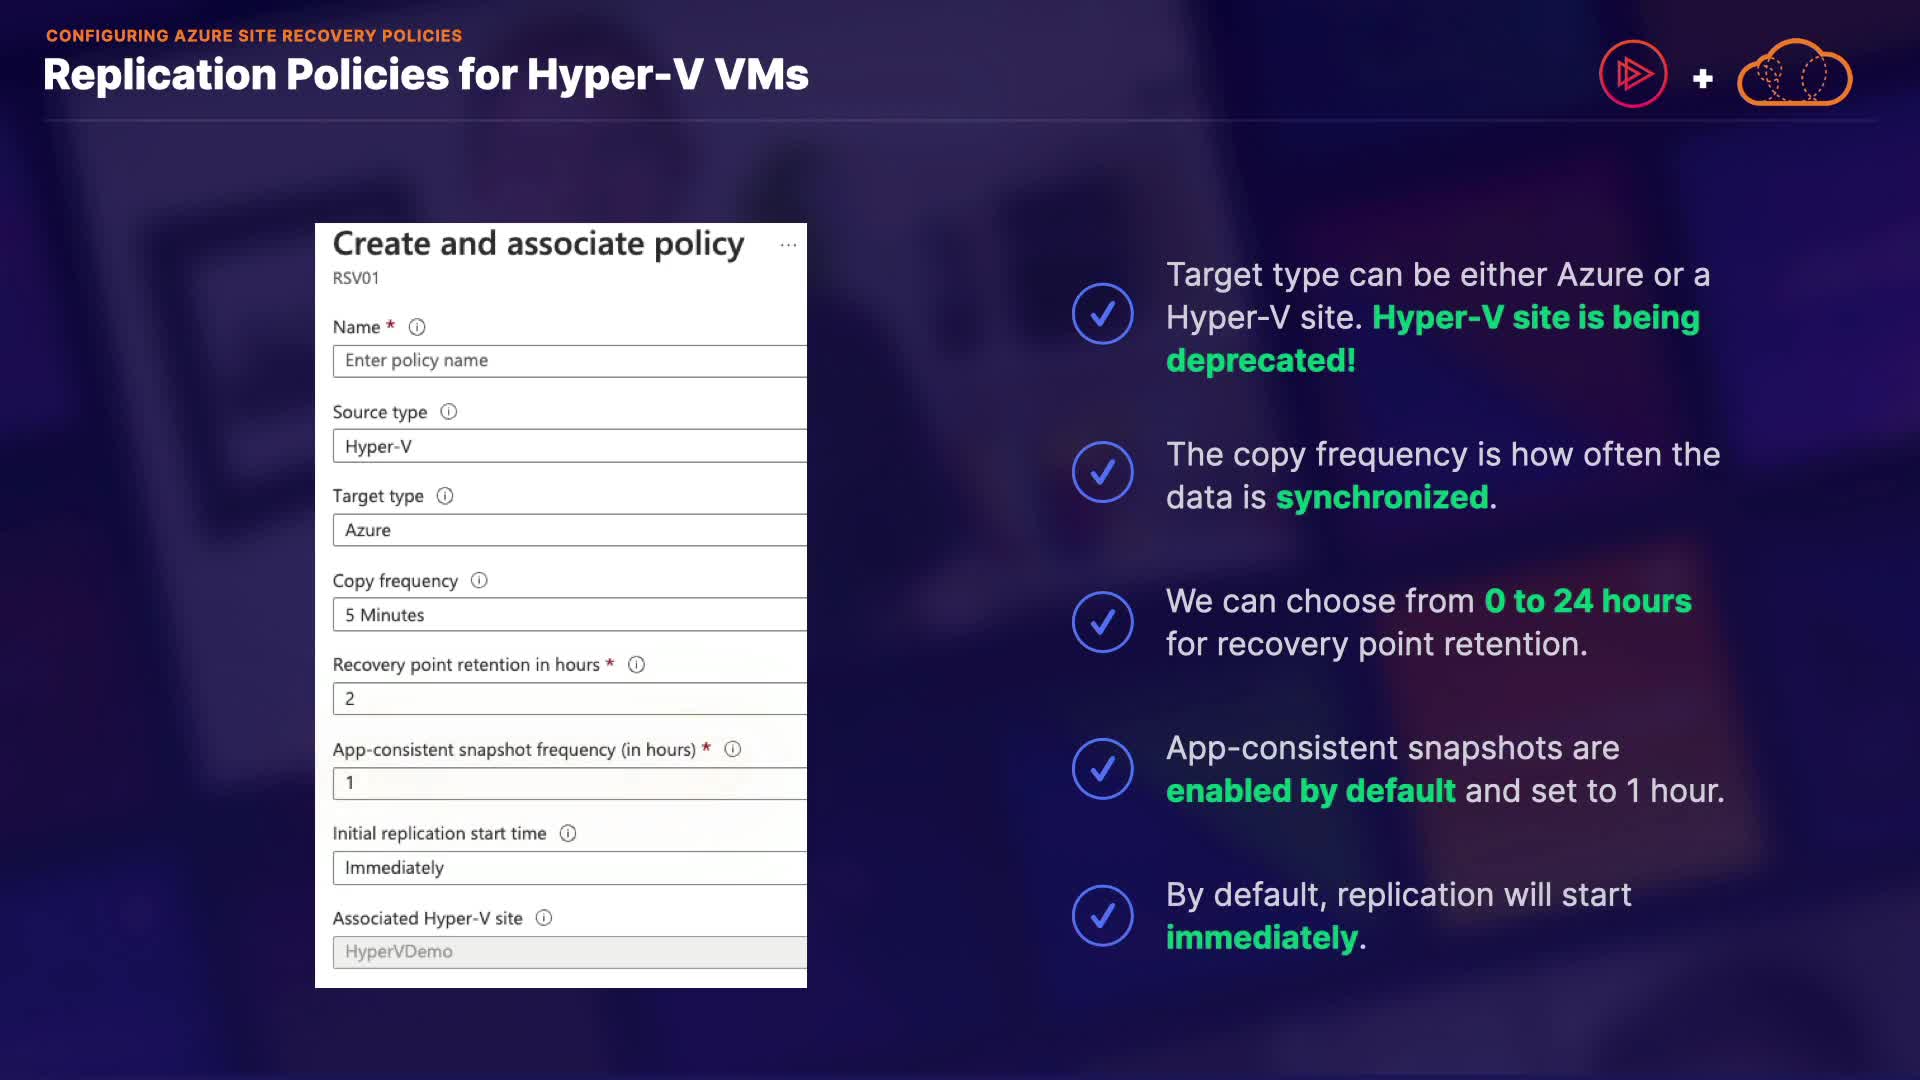 CONFIGURING AZURE SITE RECOVERY POLICIES
Replication Policies for Hyper-V VMs
+
Create and associate policy ...
RSV01
Name *
Enter policy name
Source type
Hyper-V
Target type
Azure
Copy frequency
5 Minutes
Recovery point retention in hours *
2
App-consistent snapshot frequency (in hours) *
1
Initial replication start time
Immediately
Associated Hyper-V site
HyperVDemo
Target type can be either Azure or a
Hyper-V site. Hyper-V site is being
deprecated!
The copy frequency is how often the
data is synchronized.
We can choose from 0 to 24 hours
for recovery point retention.
App-consistent snapshots are
enabled by default and set to 1 hour.
By default, replication will start
immediately.